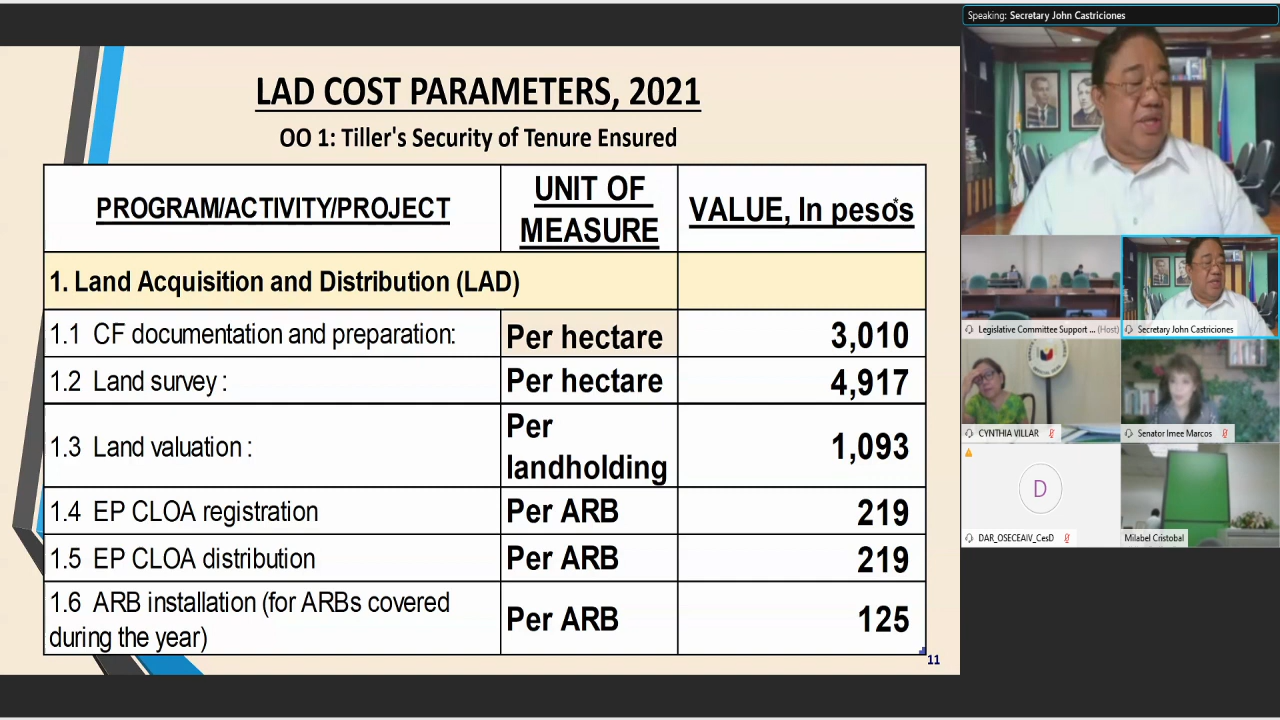 Speaking: Secretary John Castriciones
LAD COST PARAMETERS, 2021
OO 1: Tiller's Security of Tenure Ensured
PROGRAM/ACTIVITY/PROJECT
UNIT OF
MEASURE
VALUE, In pesos
1. Land Acquisition and Distribution (LAD)
1.1 CF documentation and preparation:
Per hectare
3,010
1.2 Land survey :
Per hectare
4,917
1.3 Land valuation :
Per
landholding
1,093
1.4 EP CLOA registration
Per ARB
219
1.5 EP CLOA distribution
Per ARB
219
1.6 ARB installation (for ARBs covered
during the year)
Per ARB
125
11
Legislative Committee Support ... (Host)
Secretary John Castriciones
CYNTHIA VILLAR
Senator Imee Marcos
D
DAR_OSECEAIV_CesD
Milabel Cristobal